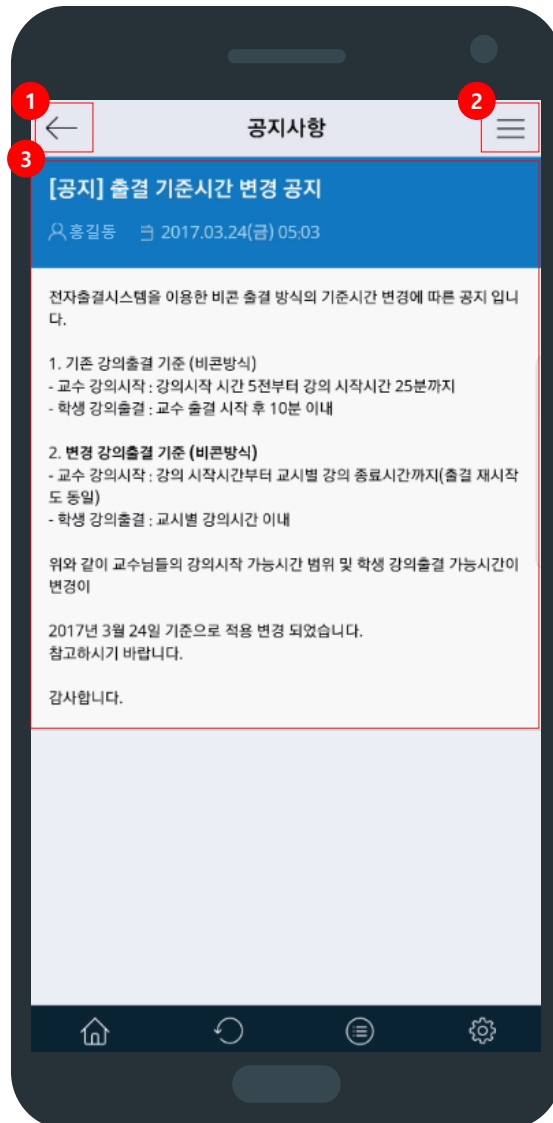 1
2
공지사항
3
[공지] 출결 기준시간 변경 공지
홍길동 2017.03.24(금) 05:03
전자출결시스템을 이용한 비콘 출결 방식의 기준시간 변경에 따른 공지 입니
다.
1. 기존 강의출결 기준 (비콘방식)
- 교수 강의시작 : 강의시작 시간 5전부터 강의 시작시간 25분까지
- 학생 강의출결 : 교수 출결 시작 후 10분 이내
2. 변경 강의출결 기준 (비콘방식)
- 교수 강의시작 : 강의 시작시간부터 교시별 강의 종료시간까지(출결 재시작
도 동일)
- 학생 강의출결 : 교시별 강의시간 이내
위와 같이 교수님들의 강의시작 가능시간 범위 및 학생 강의출결 가능시간이
변경이
2017년 3월 24일 기준으로 적용 변경 되었습니다.
참고하시기 바랍니다.
감사합니다.